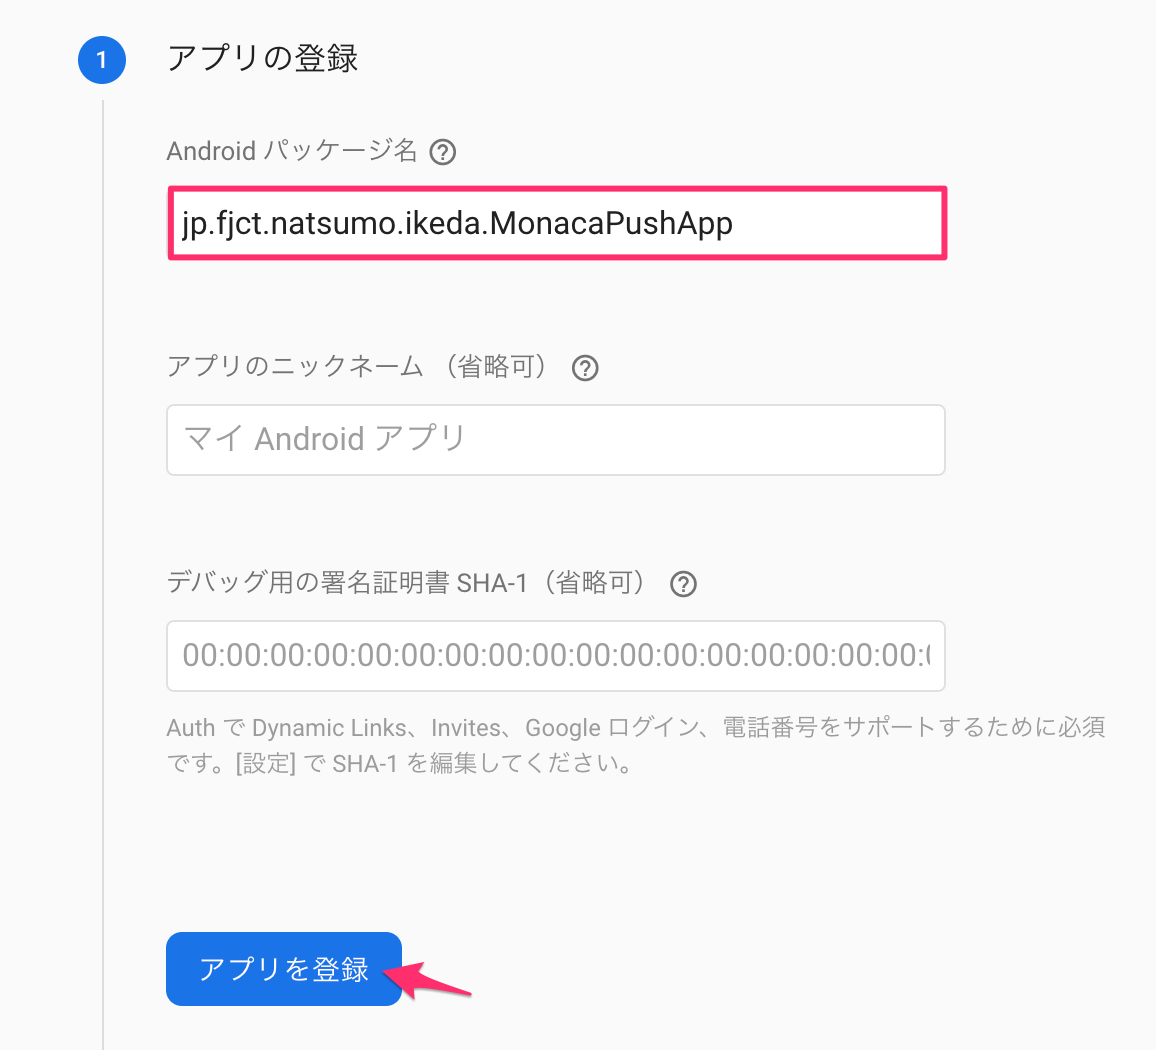 1
アプリの登録
Android パッケージ名 ?
jp.fjct.natsumo.ikeda.MonacaPushApp
アプリのニックネーム （省略可） ?
マイ Android アプリ
デバッグ用の署名証明書 SHA-1（省略可） ?
00:00:00:00:00:00:00:00:00:00:00:00:00:00:00:00:00:
Auth で Dynamic Links、Invites、Google ログイン、電話番号をサポートするために必須
です。[設定] で SHA-1 を編集してください。
アプリを登録